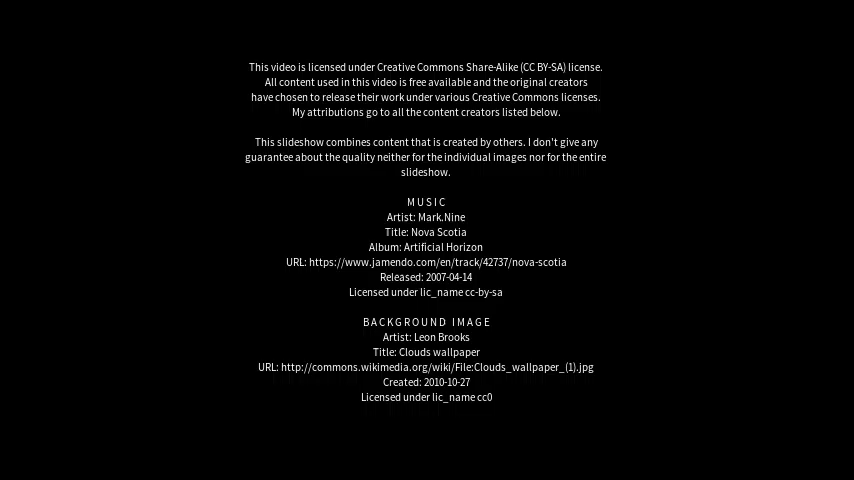 This video is licensed under Creative Commons Share-Alike (CC BY-SA) license.
All content used in this video is free available and the original creators
have chosen to release their work under various Creative Commons licenses.
My attributions go to all the content creators listed below.
This slideshow combines content that is created by others. I don't give any
guarantee about the quality neither for the individual images nor for the entire
slideshow.
MUSIC
Artist: Mark.Nine
Title: Nova Scotia
Album: Artificial Horizon
URL: https://www.jamendo.com/en/track/42737/nova-scotia
Released: 2007-04-14
Licensed under lic_name cc-by-sa
BACKGROUND IMAGE
Artist: Leon Brooks
Title: Clouds wallpaper
URL: http://commons.wikimedia.org/wiki/File:Clouds_wallpaper_(1).jpg
Created: 2010-10-27
Licensed under lic_name cc0